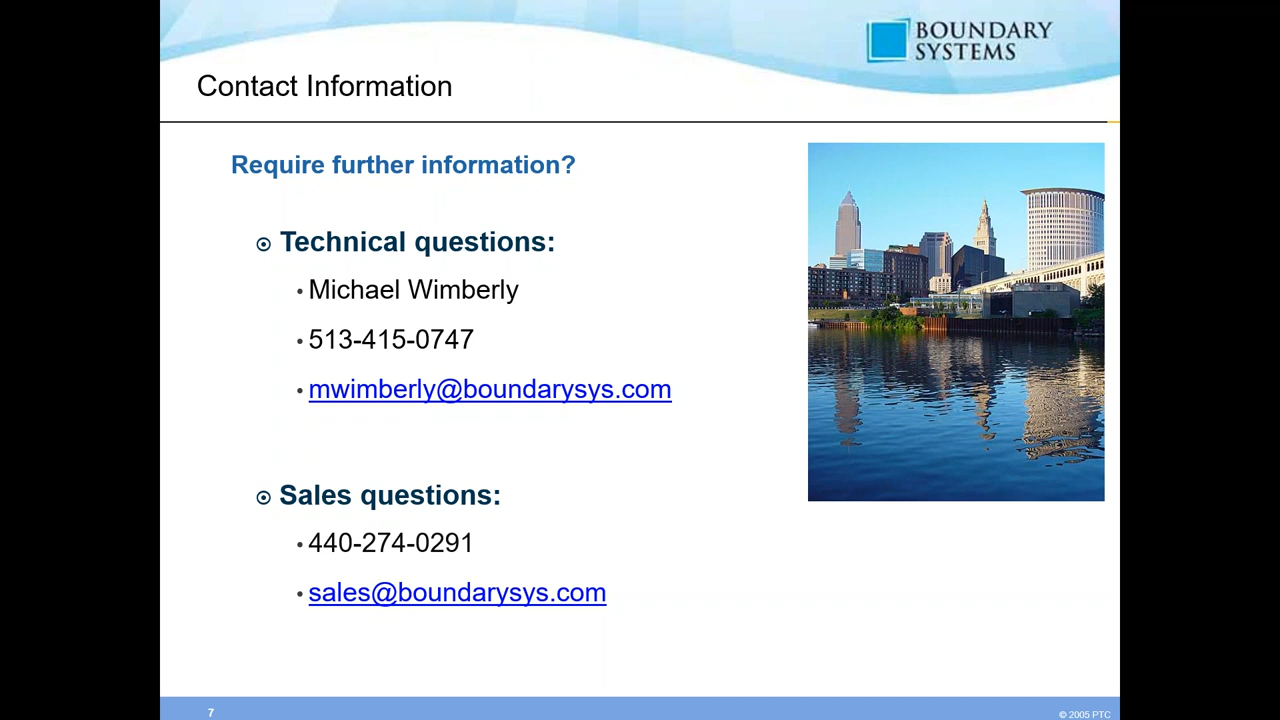 BOUNDARY
SYSTEMS
Contact Information
Require further information?
Technical questions:
Michael Wimberly
513-415-0747
mwimberly@boundarysys.com
Sales questions:
440-274-0291
sales@boundarysys.com
7
© 2005 PTC